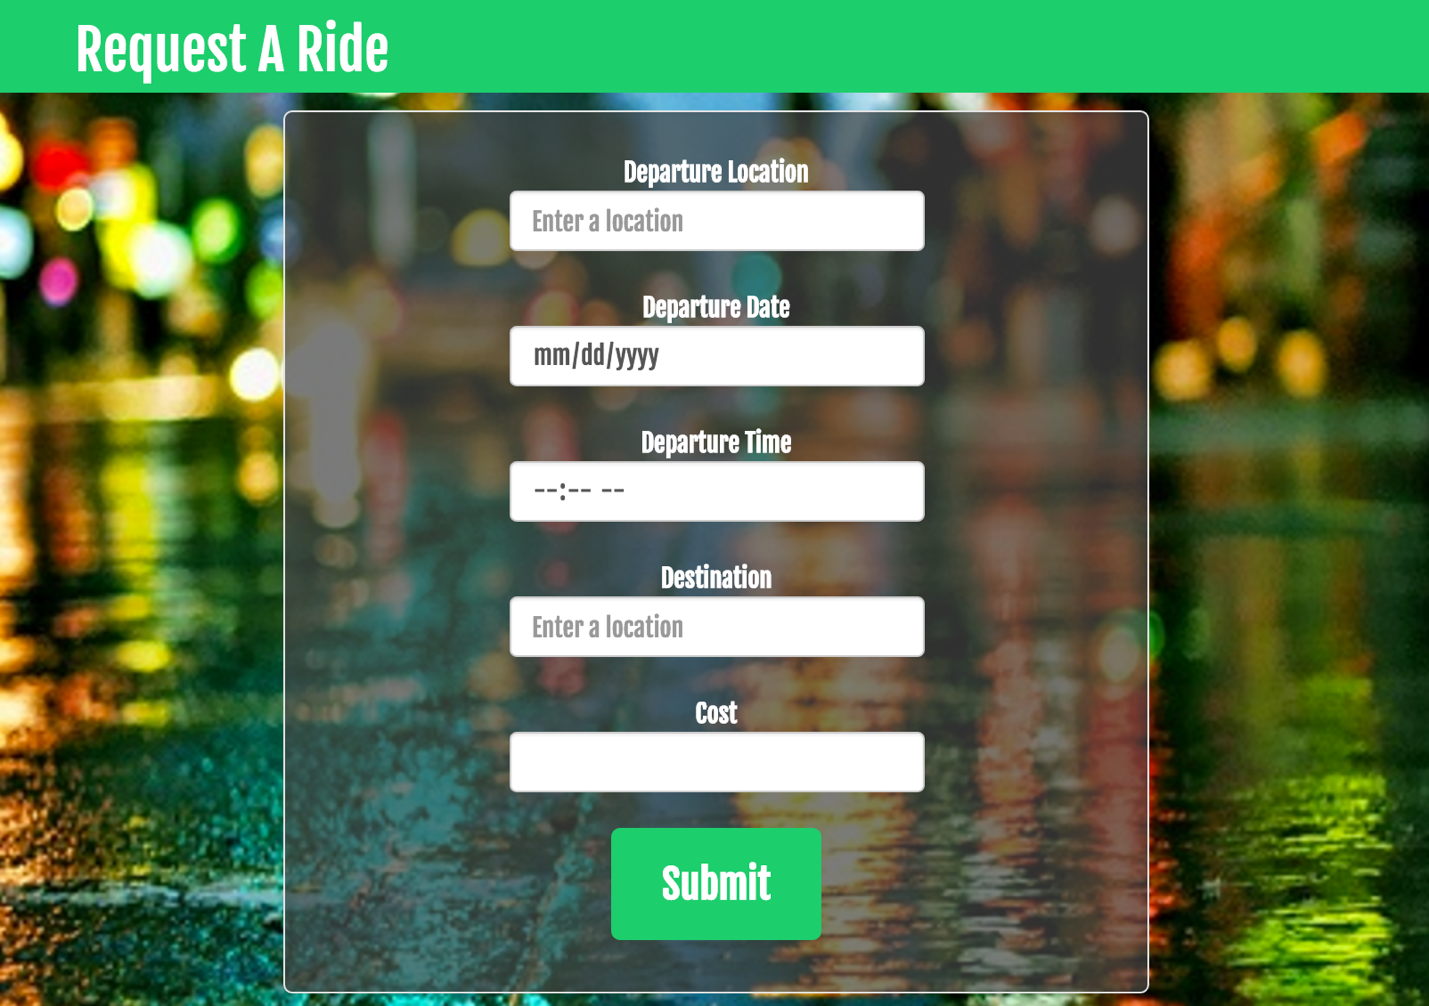 Request A Ride
Departure Location
Enter a location
Departure Date
mm/dd/yyyy
Departure Time
--:-- --
Destination
Enter a location
Cost
Submit